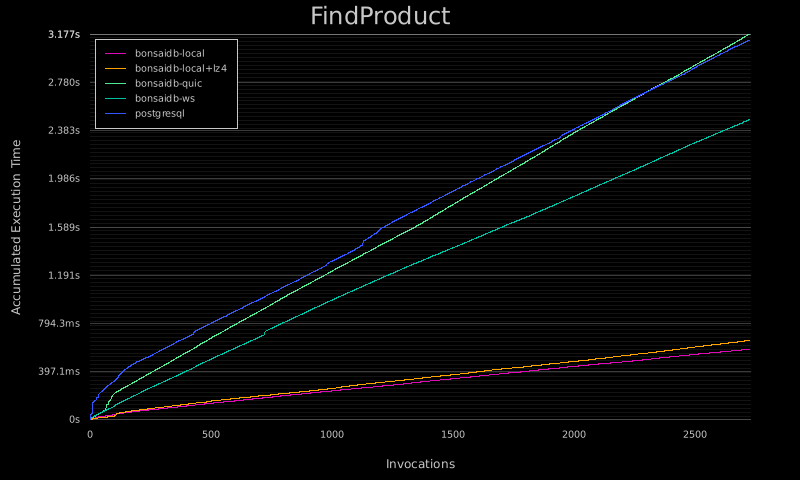 FindProduct
3.177s
2.780s
2.383s
1.986s
1.589s
1.191s
794.3ms
397.1ms
0s
bonsaidb-local
bonsaidb-local+lz4
bonsaidb-quic
bonsaidb-ws
postgresql
Accumulated Execution Time
0 500 1000 1500 2000 2500
Invocations